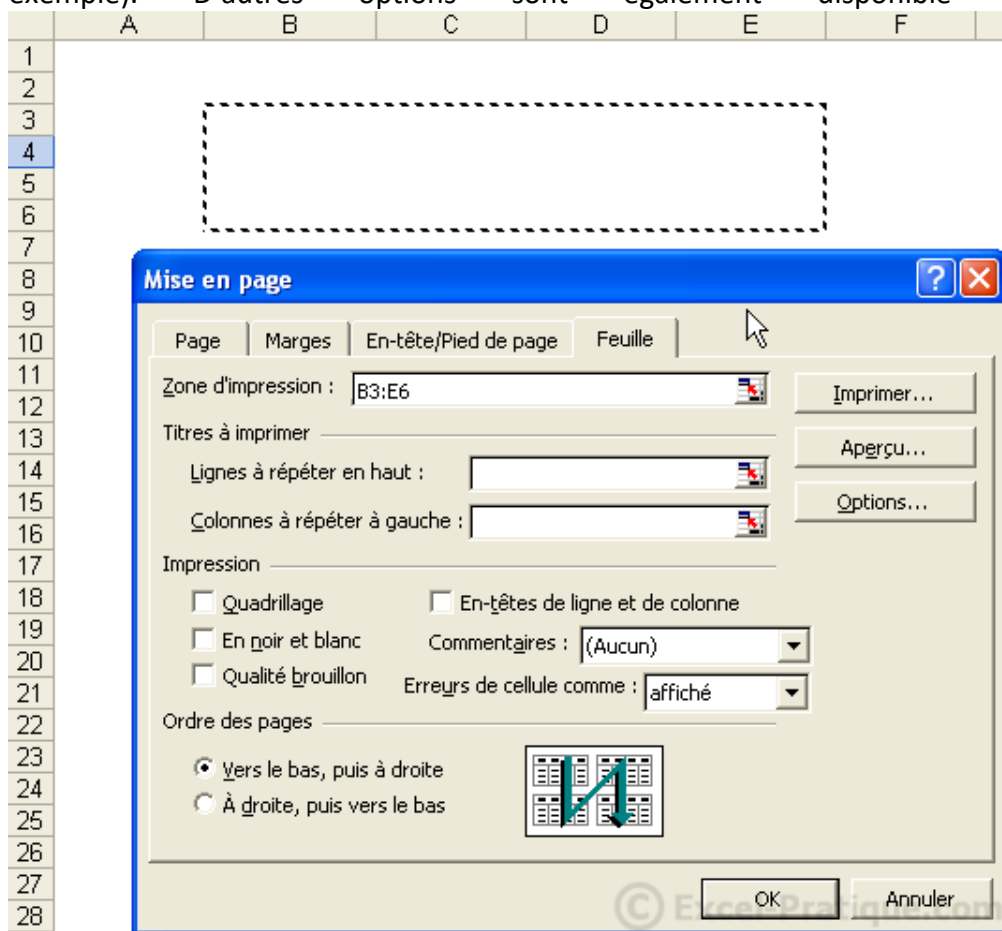 exemple). D'autres options sont également disponible
A B C D E F
1
2
3
4
5
6
7
8 Mise en page
9
10 Page Marges En-tête/Pied de page Feuille
11 Zone d'impression : B3:E6
12 Imprimer...
13 Titres à imprimer
Aperçu...
14 Lignes à répéter en haut :
15 Options...
16 Colonnes à répéter à gauche :
17 Impression
18 Quadrillage En-têtes de ligne et de colonne
19 En noir et blanc Commentaires : (Aucun)
20
21 Qualité brouillon Erreurs de cellule comme : affiché
22 Ordre des pages
23 Vers le bas, puis à droite
24
25 À droite, puis vers le bas
26
27
28 OK Annuler
© Excel-Pratique.com